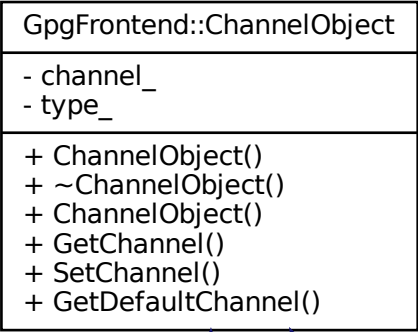 GpgFrontend::ChannelObject
- channel_
- type_
+ ChannelObject()
+ ~ChannelObject()
+ ChannelObject()
+ GetChannel()
+ SetChannel()
+ GetDefaultChannel()